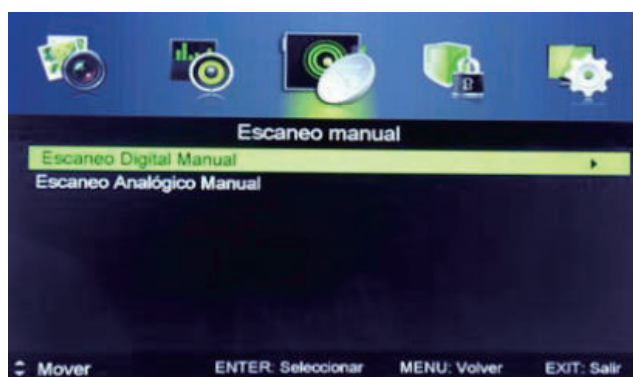 Escaneo manual
Escaneo Digital Manual
Escaneo Analógico Manual
Mover ENTER: Seleccionar MENU: Volver EXIT: Salir